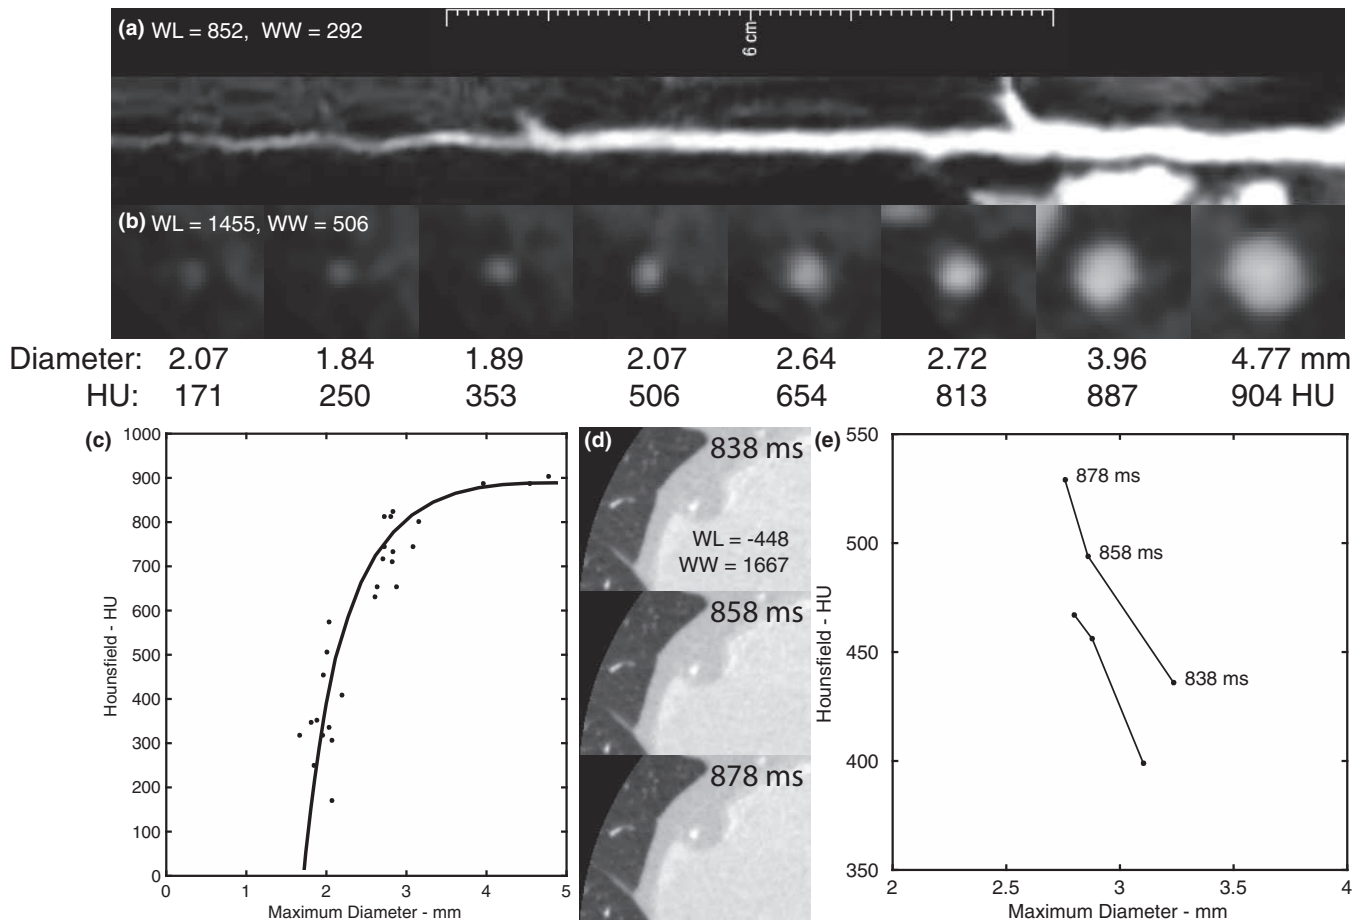 (a) WL = 852, WW = 292
6 cm
(b) WL = 1455, WW = 506
Diameter: 2.07 1.84 1.89 2.07 2.64 2.72 3.96 4.77 mm
HU: 171 250 353 506 654 813 887 904 HU
(c)
1000
900
800
700
600
500
400
300
200
100
0
Hounsfield - HU
0 1 2 3 4 5
Maximum Diameter - mm
(d)
838 ms
WL = -448
WW = 1667
858 ms
878 ms
(e)
550
500
450
400
350
Hounsfield - HU
878 ms
858 ms
838 ms
2 2.5 3 3.5 4
Maximum Diameter - mm